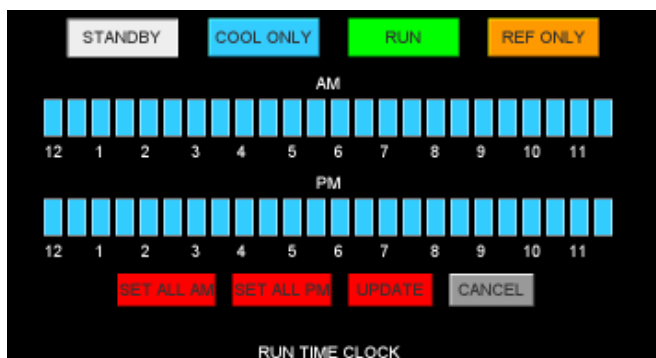 STANDBY COOL ONLY RUN REF ONLY
AM
12 1 2 3 4 5 6 7 8 9 10 11
PM
12 1 2 3 4 5 6 7 8 9 10 11
SET ALL AM SET ALL PM UPDATE CANCEL
RUN TIME CLOCK